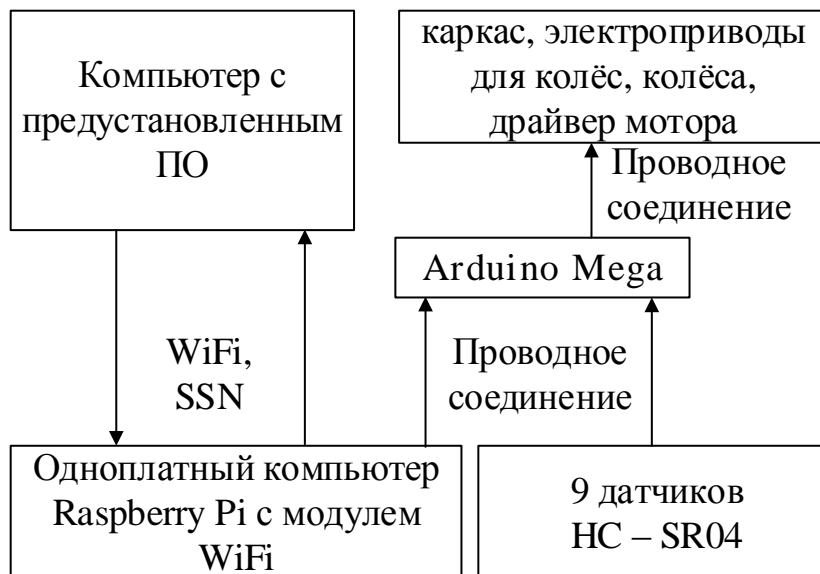 Компьютер с
предустановленным
ПО
каркас, электроприводы
для колёс, колёса,
драйвер мотора
Проводное
соединение
Arduino Mega
WiFi,
SSN
Проводное
соединение
Одноплатный компьютер
Raspberry Pi с модулем
WiFi
9 датчиков
HC – SR04